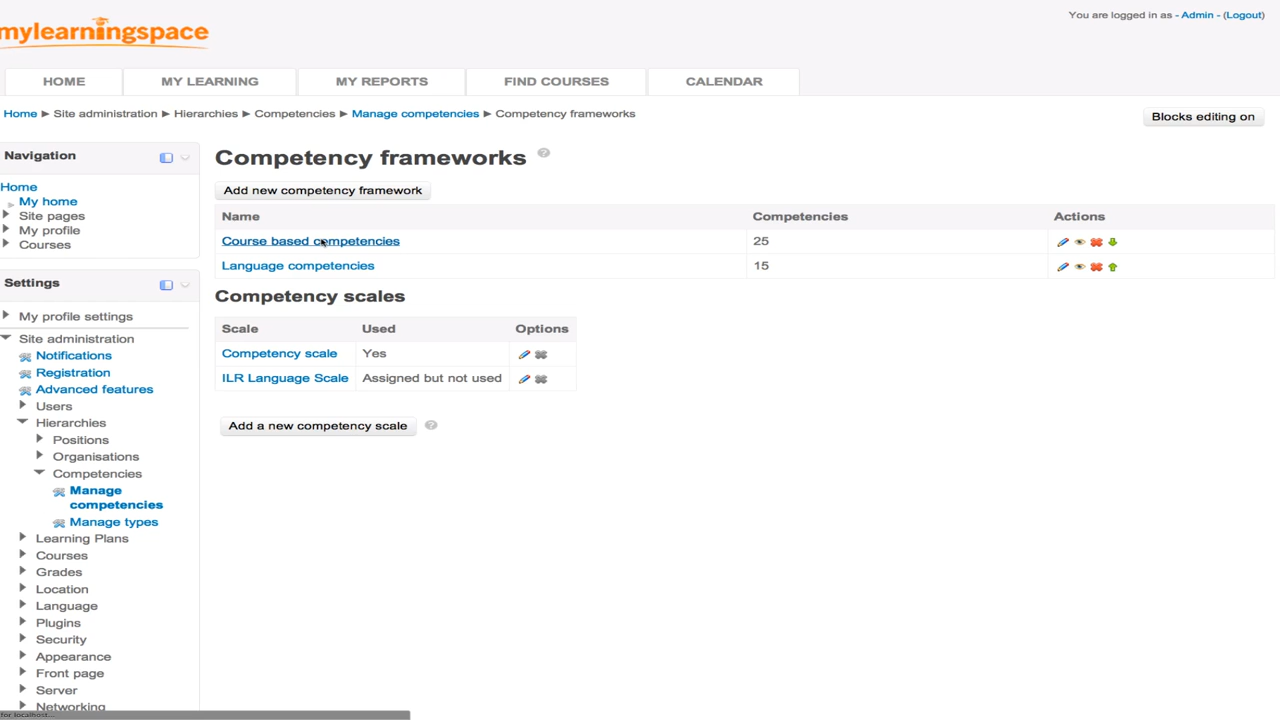 mylearningspace
You are logged in as - Admin - (Logout)
HOME
MY LEARNING
MY REPORTS
FIND COURSES
CALENDAR
Home ► Site administration ► Hierarchies ► Competencies ► Manage competencies ► Competency frameworks
Blocks editing on
Navigation
Home
My home
Site pages
My profile
Courses
Settings
My profile settings
Site administration
Notifications
Registration
Advanced features
Users
Hierarchies
Positions
Organisations
Competencies
Manage
competencies
Manage types
Learning Plans
Courses
Grades
Location
Language
Plugins
Security
Appearance
Front page
Server
Networking
for localhost...
Competency frameworks
Add new competency framework
Name Competencies Actions
Course based competencies 25
Language competencies 15
Competency scales
Scale Used Options
Competency scale Yes
ILR Language Scale Assigned but not used
Add a new competency scale